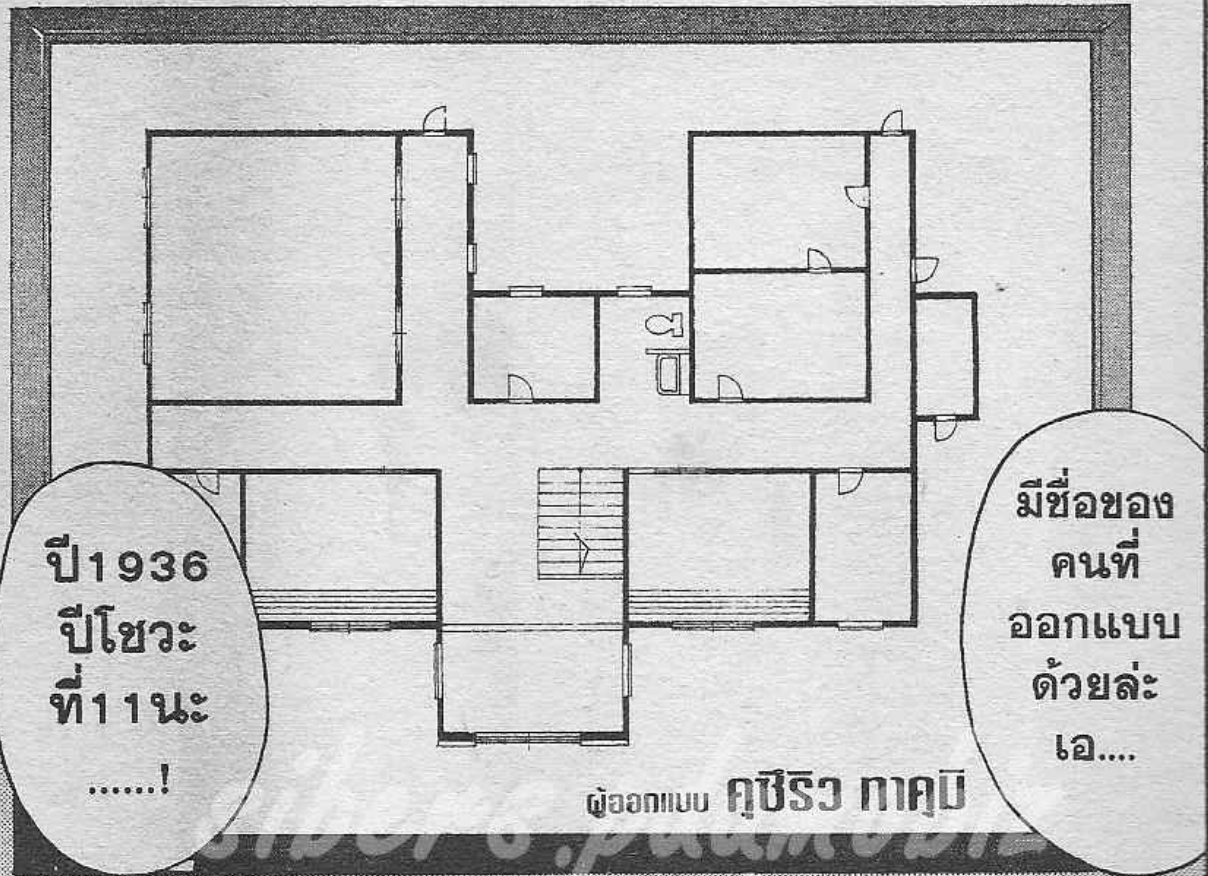 มีชื่อของ
คนที่
ออกแบบ
ด้วยล่ะ
เอ....
ปี1936
ปีโชวะ
ที่11นะ
......!
ผู้ออกแบบ คุซึริว ทาคุมิ